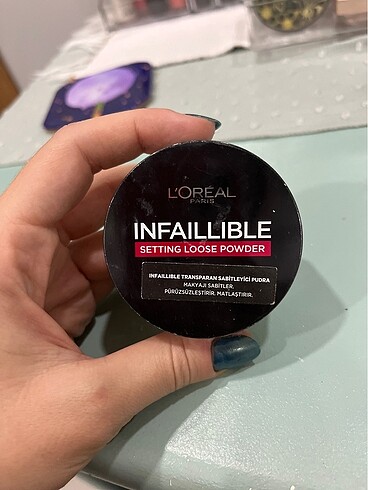 L'ORÉAL
PARIS
INFAILLIBLE
SETTING LOOSE POWDER
INFAILLIBLE TRANSPARAN SABİTLEYİCİ PUDRA
MAKYAJI SABİTLER.
PÜRÜZSÜZLEŞTİRİR. MATLAŞTIRIR.